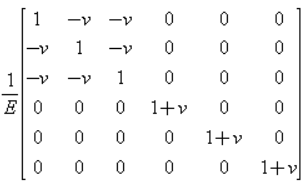 1 -v -v 0 0 0
-v 1 -v 0 0 0
-v -v 1 0 0 0
1/E
0 0 0 1+v 0 0
0 0 0 0 1+v 0
0 0 0 0 0 1+v